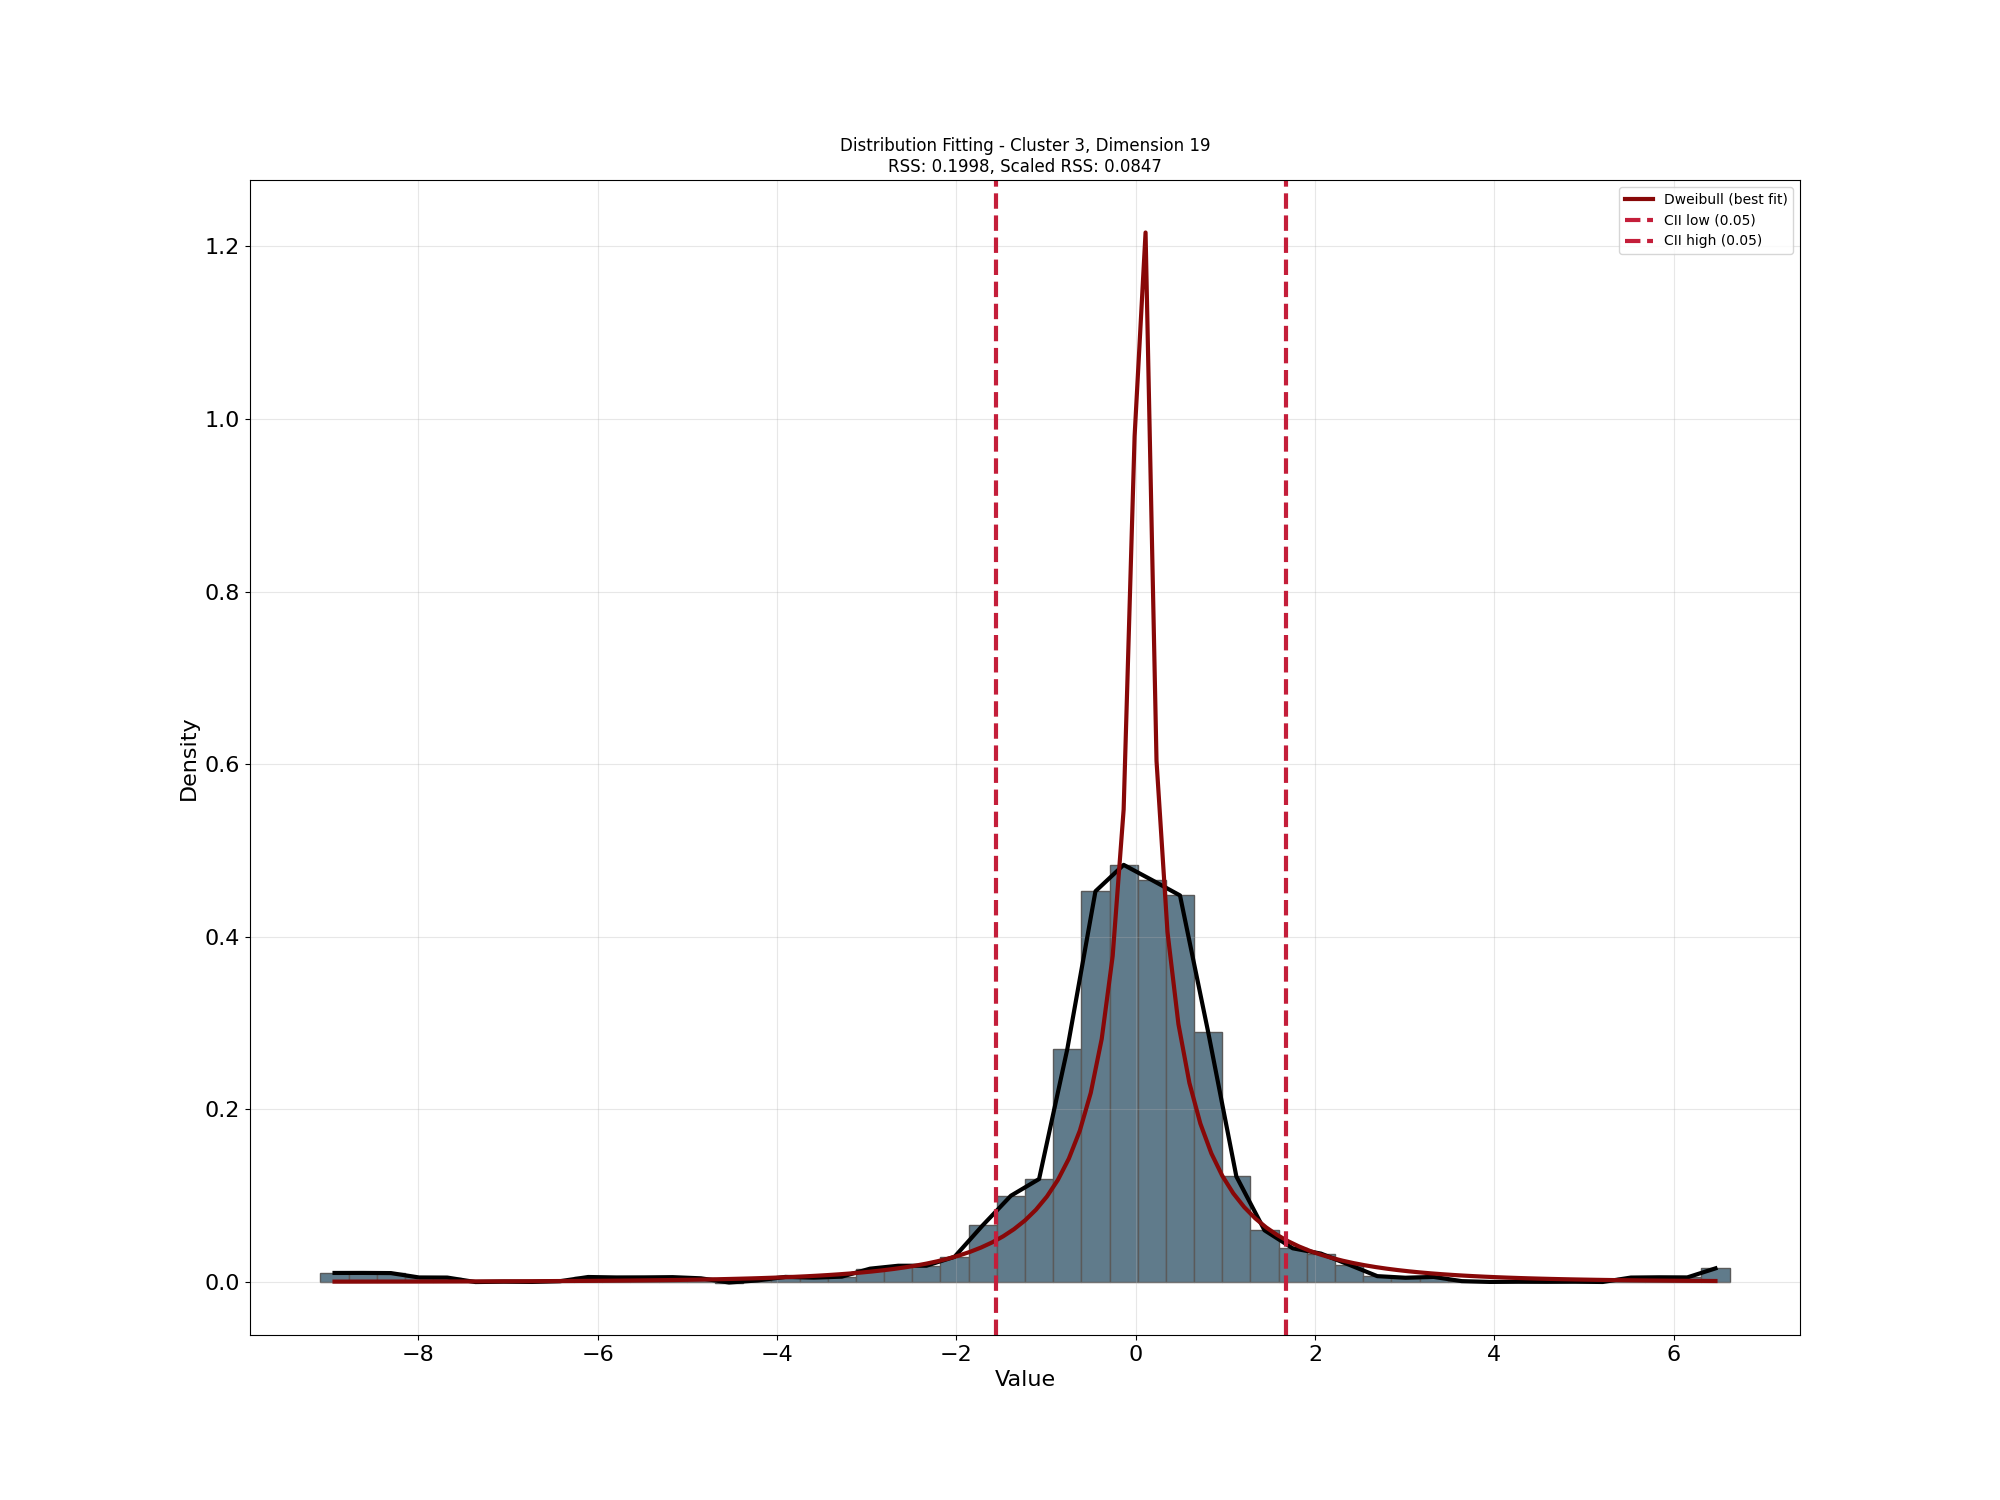 Distribution Fitting - Cluster 3, Dimension 19
RSS: 0.1998, Scaled RSS: 0.0847
Dweibull (best fit)
CII low (0.05)
CII high (0.05)
1.2
1.0
0.8
0.6
0.4
0.2
0.0
Density
−8
−6
−4
−2
0
2
4
6
Value